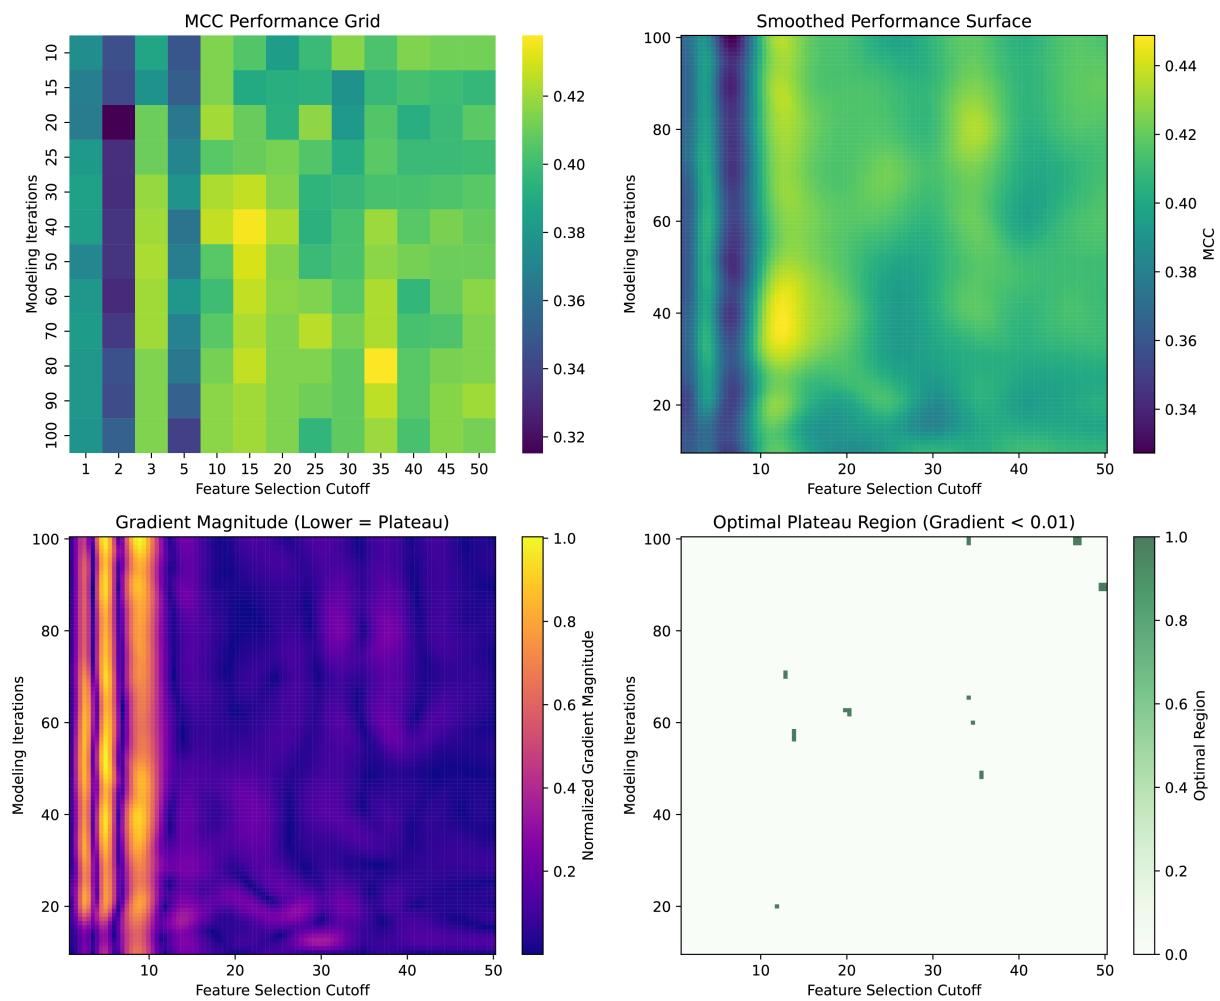 MCC Performance Grid
Modeling Iterations
10
15
20
25
30
40
50
60
70
80
90
100
1 2 3 5 10 15 20 25 30 35 40 45 50
Feature Selection Cutoff
0.42
0.40
0.38
0.36
0.34
0.32
Smoothed Performance Surface
Modeling Iterations
100
80
60
40
20
10 20 30 40 50
Feature Selection Cutoff
0.44
0.42
0.40
0.38
0.36
0.34
MCC
Gradient Magnitude (Lower = Plateau)
Modeling Iterations
100
80
60
40
20
10 20 30 40 50
Feature Selection Cutoff
1.0
0.8
0.6
0.4
0.2
Normalized Gradient Magnitude
Optimal Plateau Region (Gradient < 0.01)
Modeling Iterations
100
80
60
40
20
10 20 30 40 50
Feature Selection Cutoff
1.0
0.8
0.6
0.4
0.2
0.0
Optimal Region